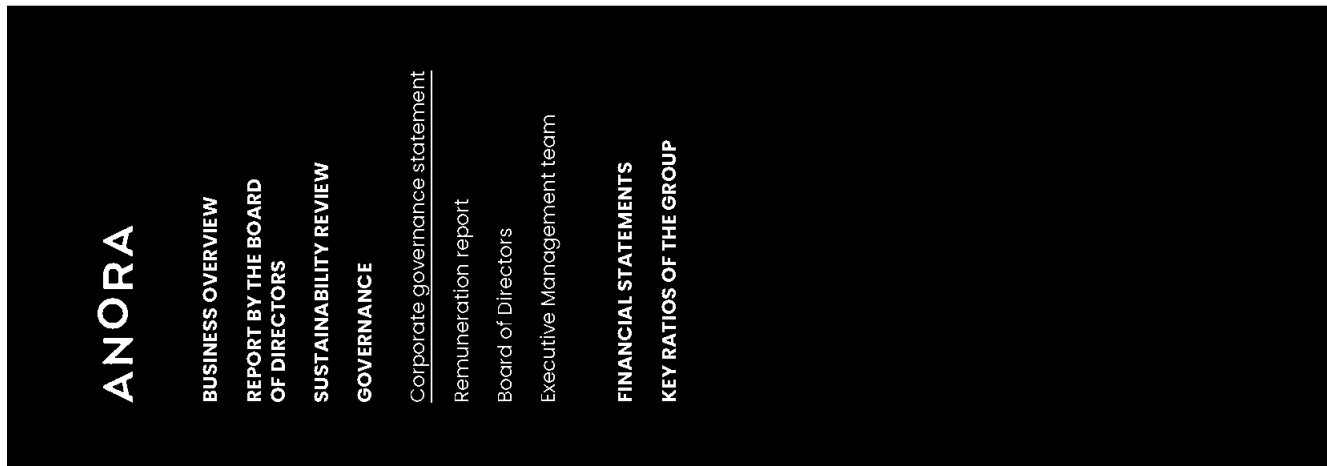 ANORA
BUSINESS OVERVIEW
REPORT BY THE BOARD
OF DIRECTORS
SUSTAINABILITY REVIEW
GOVERNANCE
Corporate governance statement
Remuneration report
Board of Directors
Executive Management team
FINANCIAL STATEMENTS
KEY RATIOS OF THE GROUP